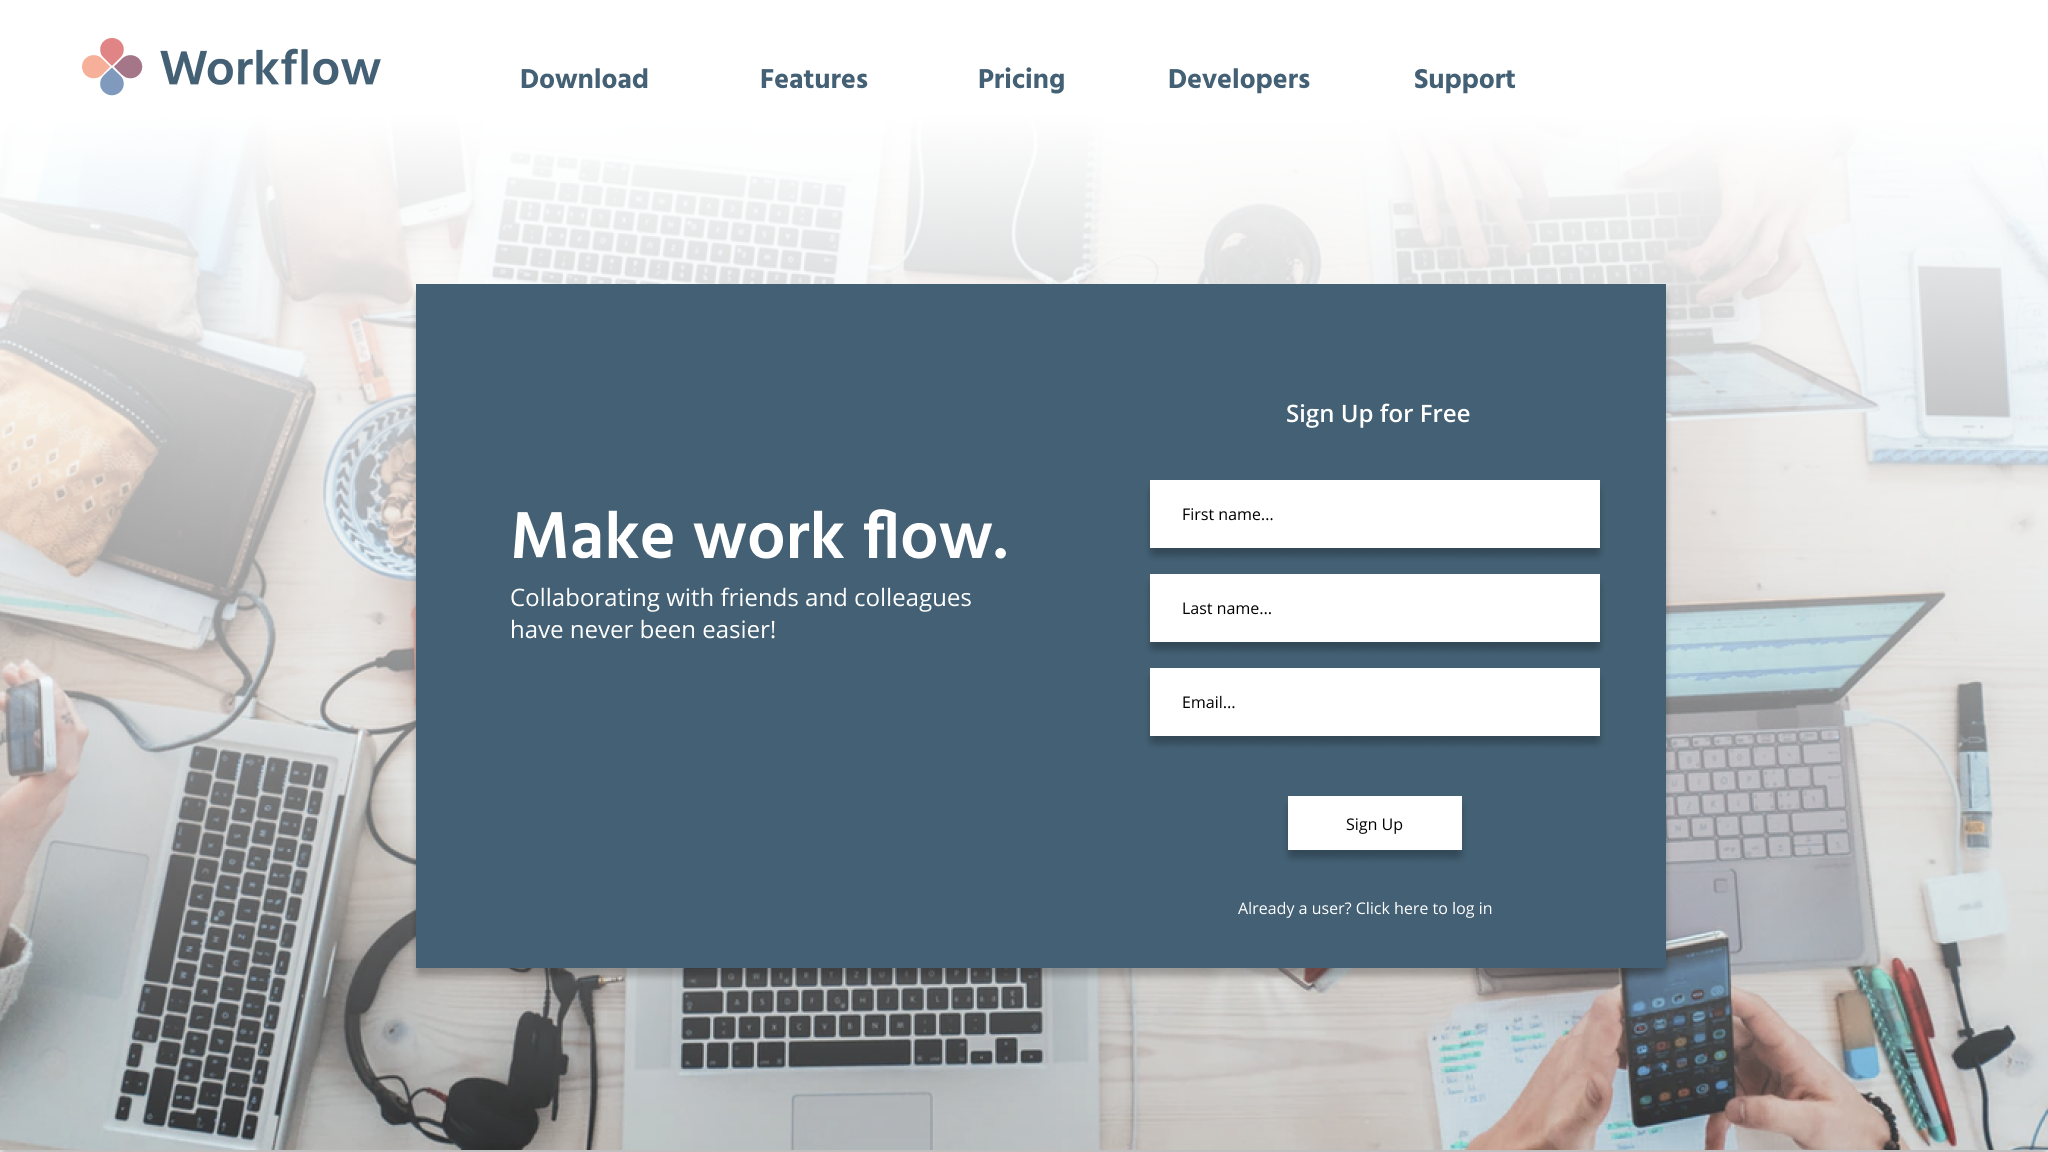 Workflow
Download
Features
Pricing
Developers
Support
Sign Up for Free
First name...
Make work flow.
Collaborating with friends and colleagues
have never been easier!
Last name...
Email...
Sign Up
Already a user? Click here to log in